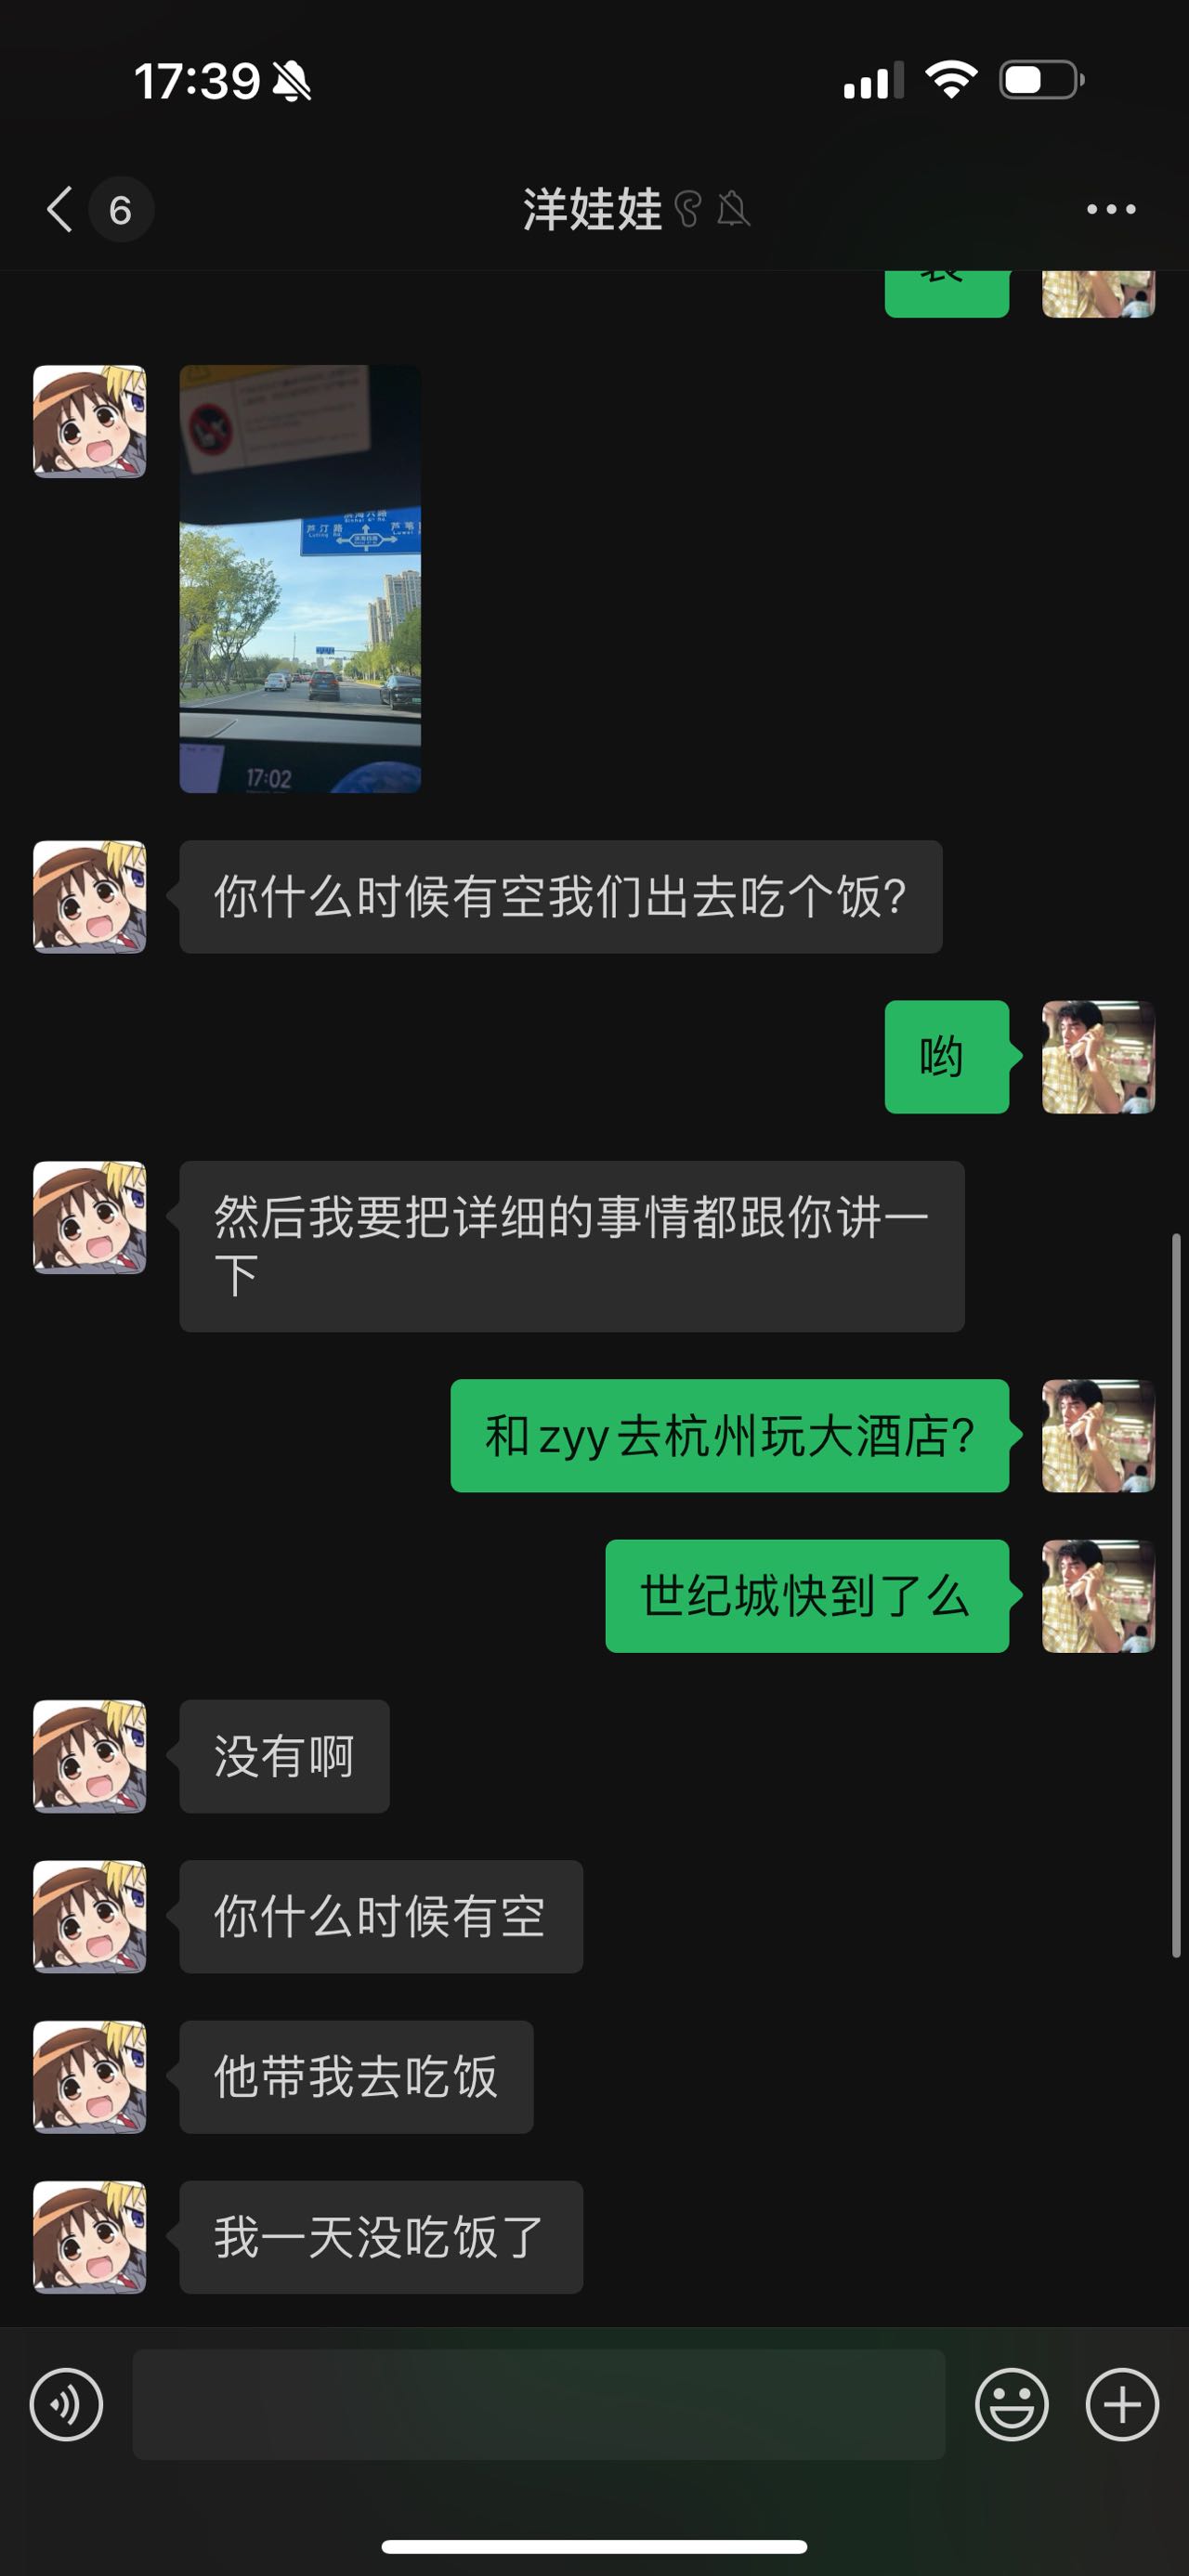 17:39
6
洋娃娃
芦汀路
Luting Rd.
17:02
你什么时候有空我们出去吃个饭?
哟
然后我要把详细的事情都跟你讲一
下
和zyy去杭州玩大酒店?
世纪城快到了么
没有啊
你什么时候有空
他带我去吃饭
我一天没吃饭了